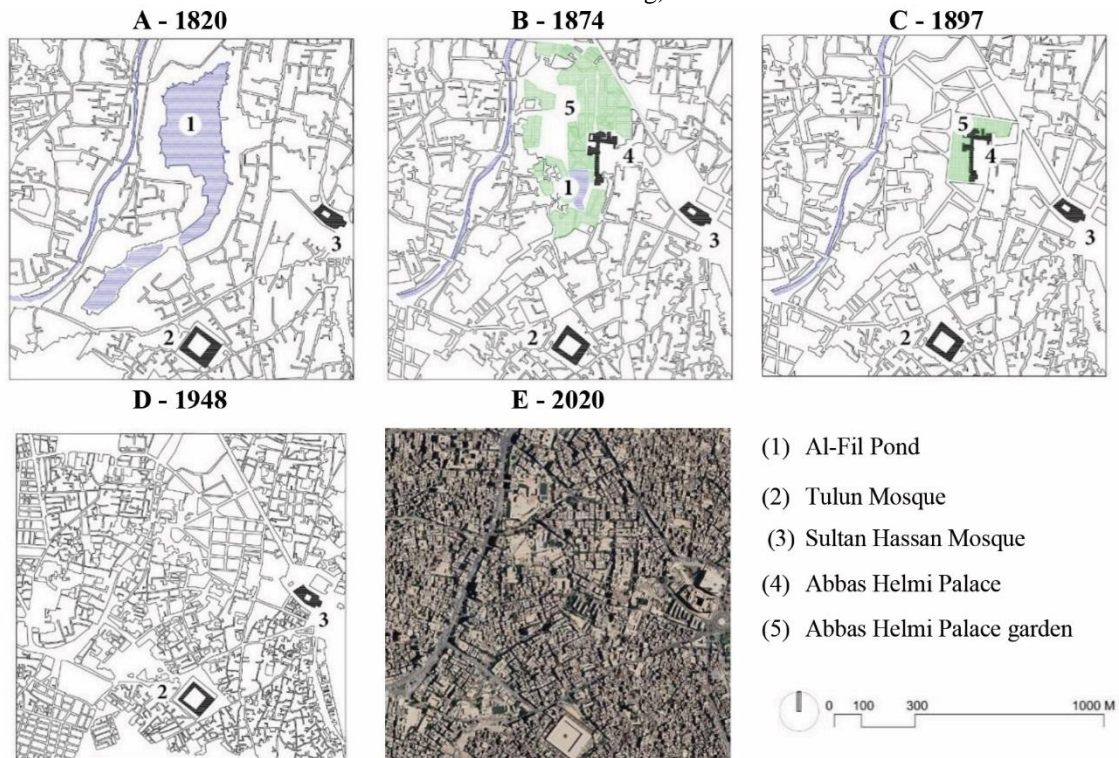 g,
A - 1820
B - 1874
C - 1897
1
2
3
5
4
1
2
3
5
4
2
3
D - 1948
E - 2020
2
3
(1) Al-Fil Pond
(2) Tulun Mosque
(3) Sultan Hassan Mosque
(4) Abbas Helmi Palace
(5) Abbas Helmi Palace garden
0 100 300 1000 M